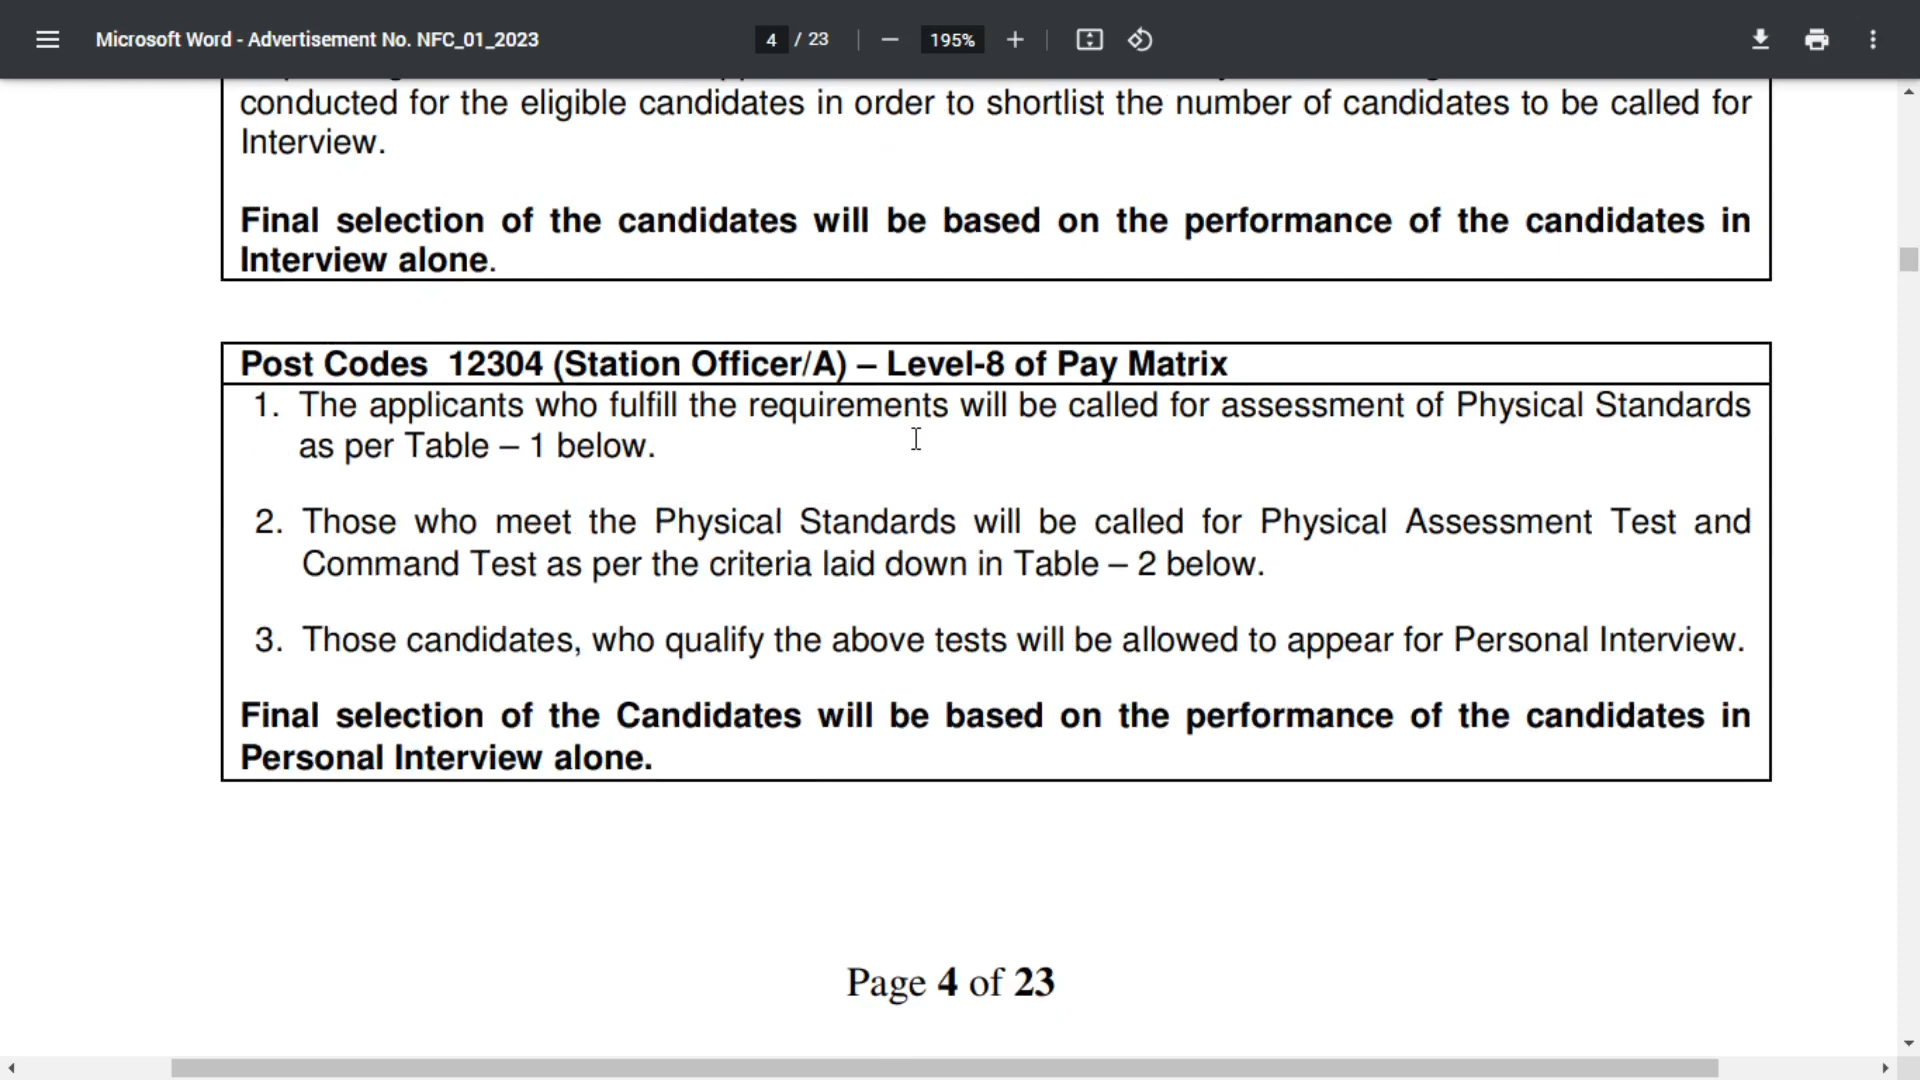 Microsoft Word - Advertisement No. NFC_01_2023
4 / 23
195%
conducted for the eligible candidates in order to shortlist the number of candidates to be called for
Interview.
Final selection of the candidates will be based on the performance of the candidates in
Interview alone.
Post Codes 12304 (Station Officer/A) – Level-8 of Pay Matrix
1. The applicants who fulfill the requirements will be called for assessment of Physical Standards
as per Table – 1 below.
2. Those who meet the Physical Standards will be called for Physical Assessment Test and
Command Test as per the criteria laid down in Table – 2 below.
3. Those candidates, who qualify the above tests will be allowed to appear for Personal Interview.
Final selection of the Candidates will be based on the performance of the candidates in
Personal Interview alone.
Page 4 of 23